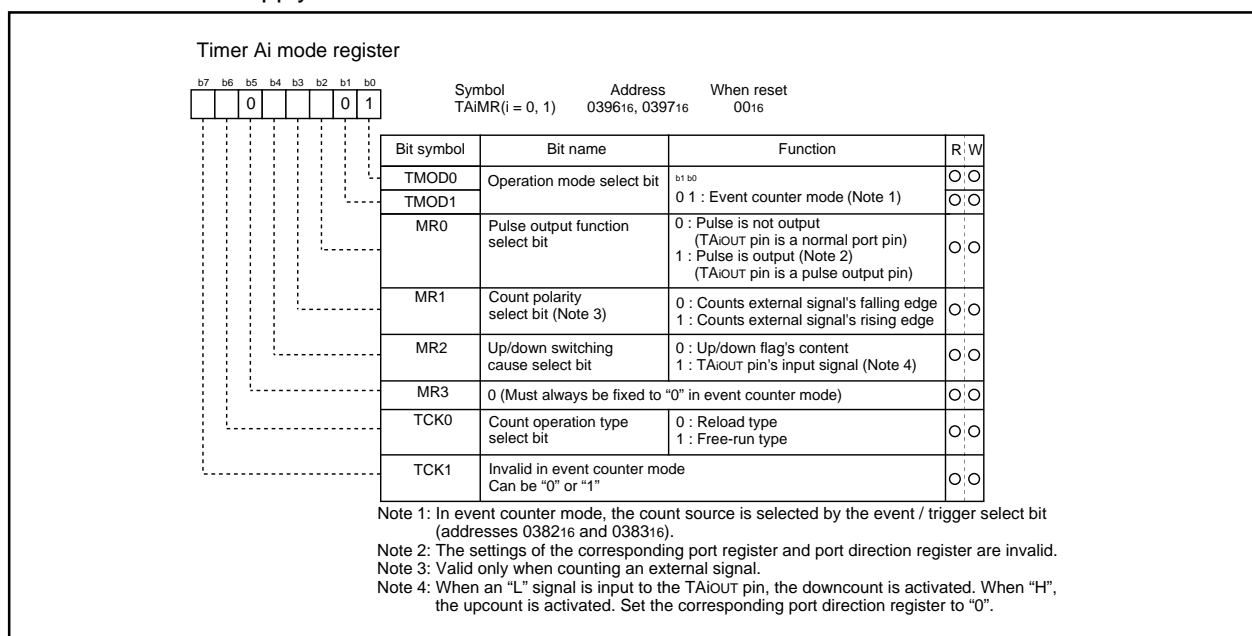 Timer Ai mode register
b7 b6 b5 b4 b3 b2 b1 b0
0 0 1
Symbol Address When reset
TAiMR(i = 0, 1) 039616, 039716 0016
Bit symbol Bit name Function R W
TMOD0 Operation mode select bit b1 b0
TMOD1 0 1 : Event counter mode (Note 1)
MR0 Pulse output function select bit 0 : Pulse is not output
(TAiOUT pin is a normal port pin)
1 : Pulse is output (Note 2)
(TAiOUT pin is a pulse output pin)
MR1 Count polarity select bit (Note 3) 0 : Counts external signal's falling edge
1 : Counts external signal's rising edge
MR2 Up/down switching cause select bit 0 : Up/down flag's content
1 : TAiOUT pin's input signal (Note 4)
MR3 0 (Must always be fixed to “0” in event counter mode)
TCK0 Count operation type select bit 0 : Reload type
1 : Free-run type
TCK1 Invalid in event counter mode
Can be “0” or “1”
Note 1: In event counter mode, the count source is selected by the event / trigger select bit
(addresses 038216 and 038316).
Note 2: The settings of the corresponding port register and port direction register are invalid.
Note 3: Valid only when counting an external signal.
Note 4: When an “L” signal is input to the TAiOUT pin, the downcount is activated. When “H”,
the upcount is activated. Set the corresponding port direction register to “0”.